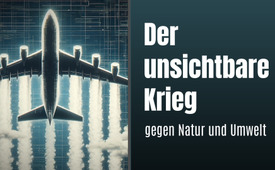 Der
unsichtbare
Krieg
gegen Natur und Umwelt